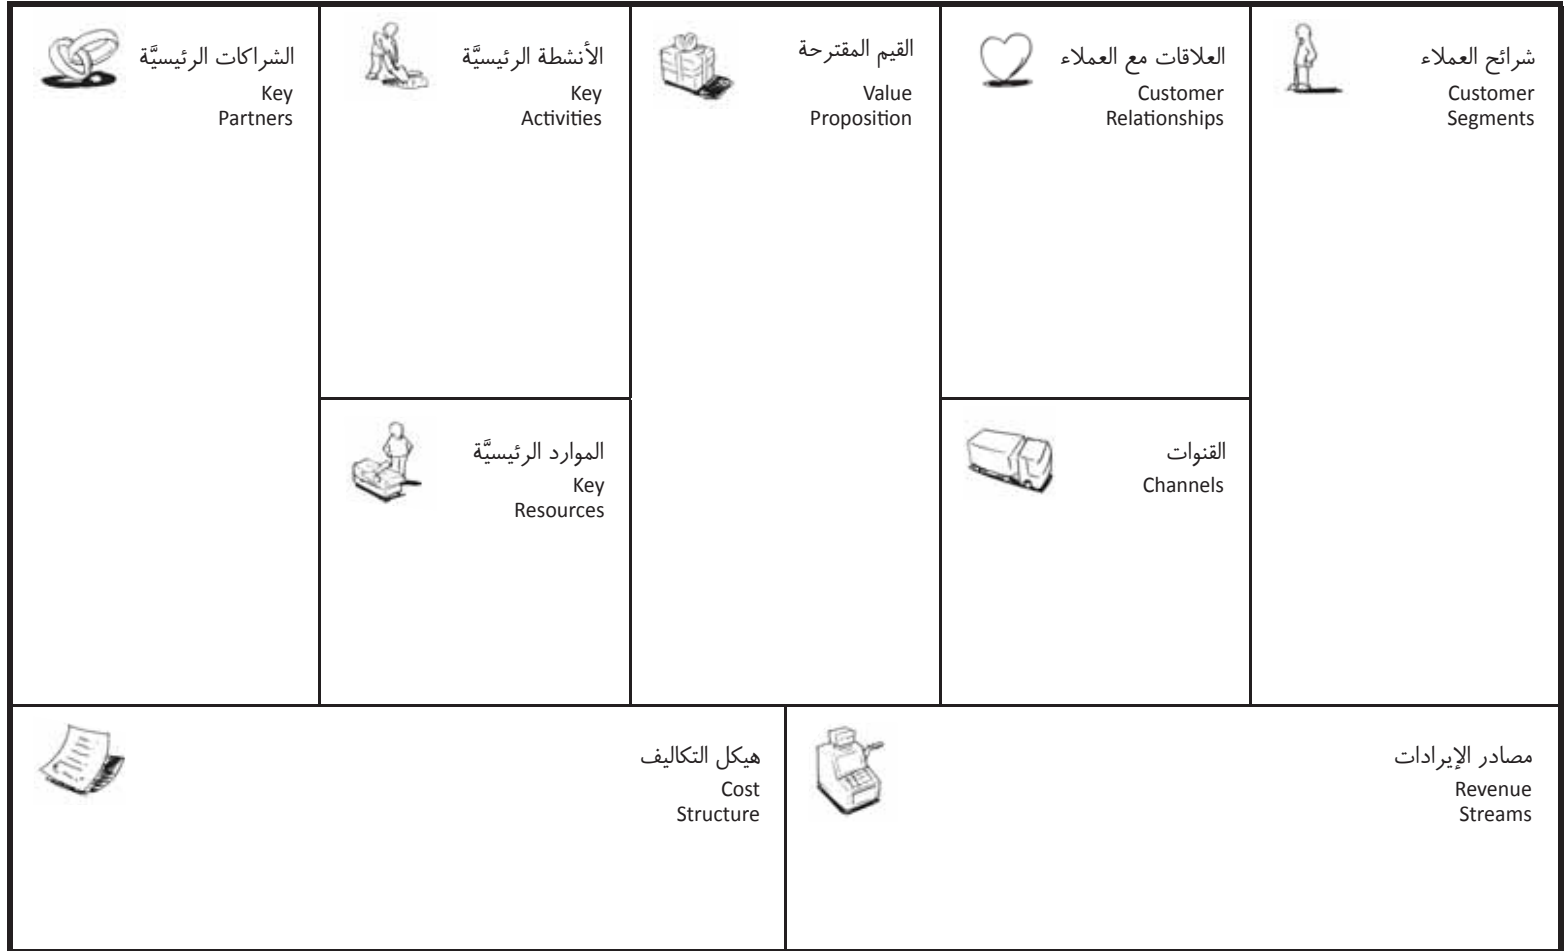 الشراكات الرئيسيَّة
Key
Partners
الأنشطة الرئيسيَّة
Key
Activities
الموارد الرئيسيَّة
Key
Resources
القيم المقترحة
Value
Proposition
العلاقات مع العملاء
Customer
Relationships
القنوات
Channels
شرائح العملاء
Customer
Segments
هيكل التكاليف
Cost
Structure
مصادر الإيرادات
Revenue
Streams